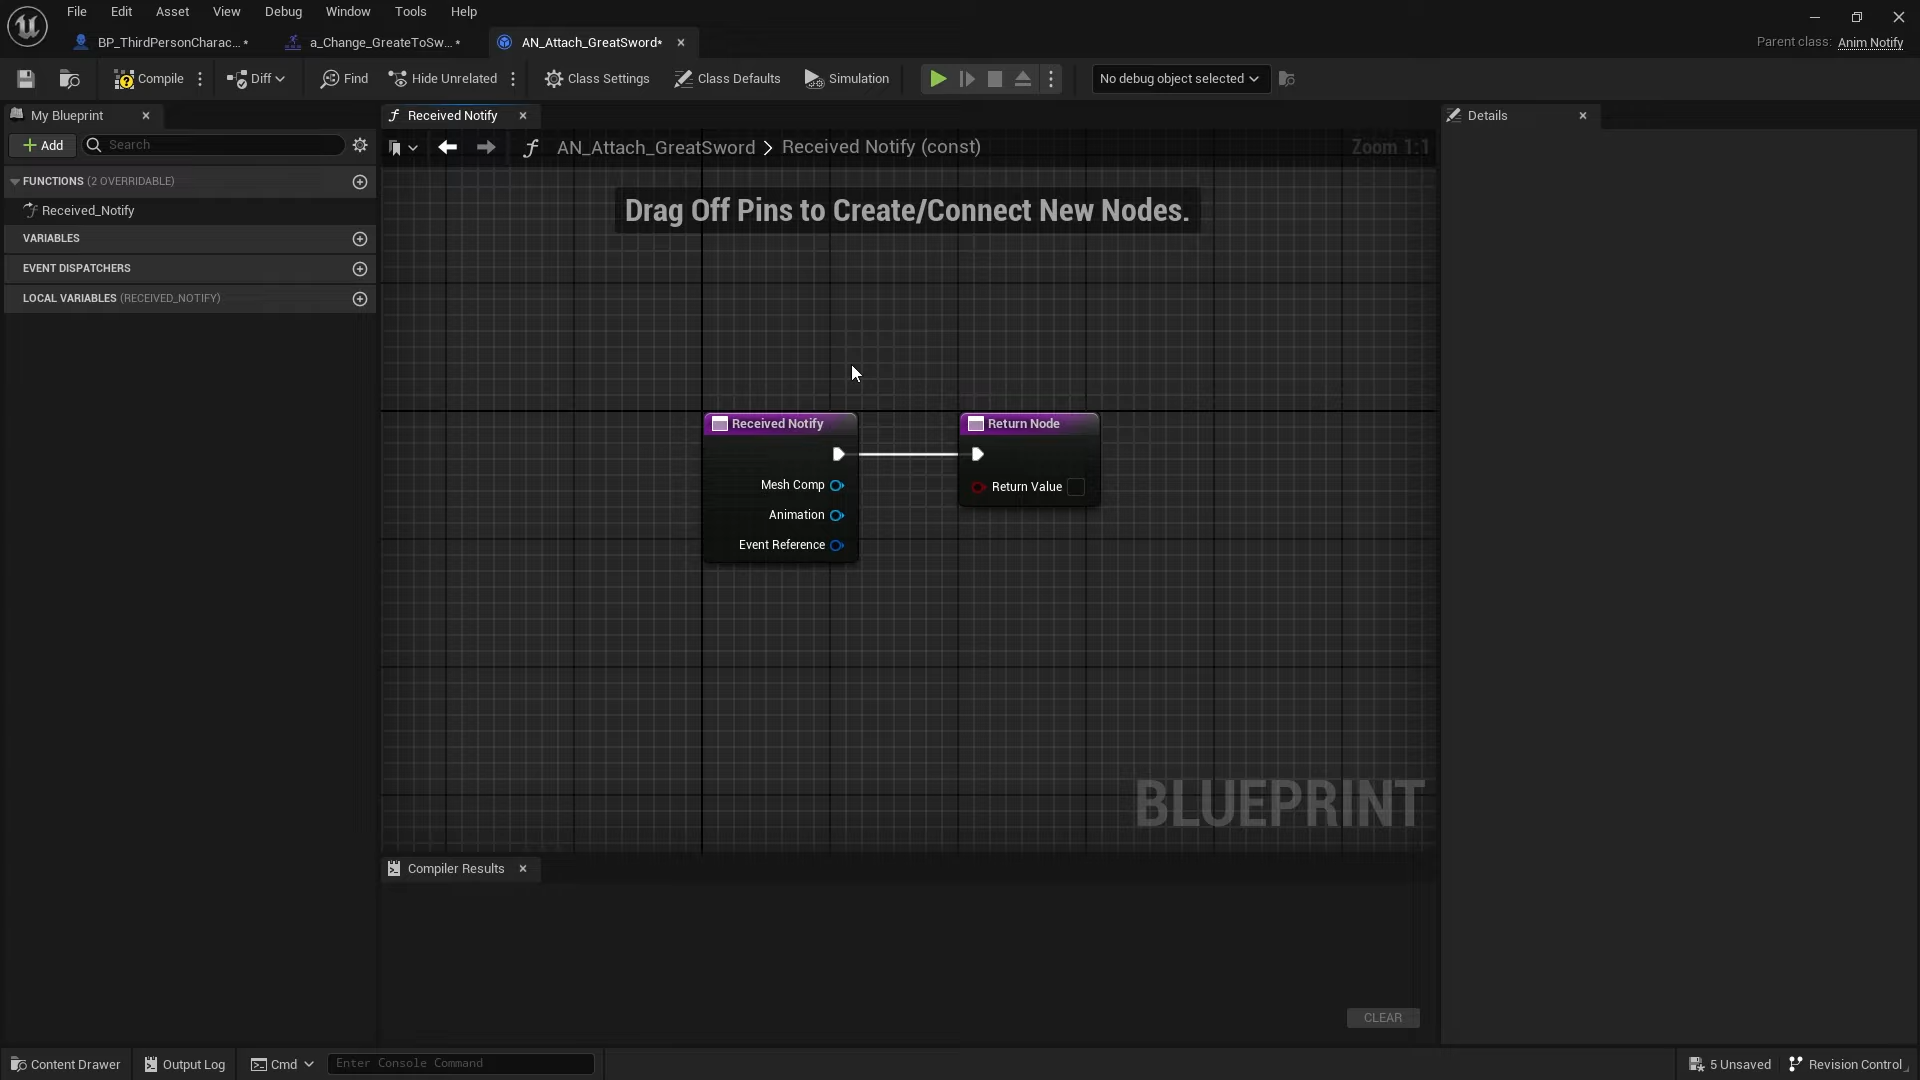 File Edit Asset View Debug Window Tools Help
BP_ThirdPersonCharac...* a_Change_GreateToSw...* AN_Attach_GreatSword* Parent class: Anim Notify
Compile Diff Find Hide Unrelated Class Settings Class Defaults Simulation No debug object selected
My Blueprint Received Notify Details
Add Search AN_Attach_GreatSword > Received Notify (const) Zoom 1:1
FUNCTIONS (2 OVERRIDABLE)
Received_Notify
VARIABLES
EVENT DISPATCHERS
LOCAL VARIABLES (RECEIVED_NOTIFY)
Drag Off Pins to Create/Connect New Nodes.
Received Notify
Mesh Comp
Animation
Event Reference
Return Node
Return Value
BLUEPRINT
Compiler Results
CLEAR
Content Drawer Output Log Cmd Enter Console Command 5 Unsaved Revision Control